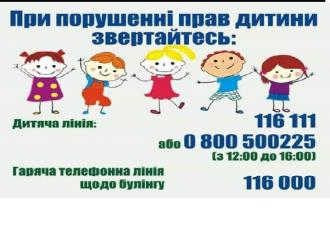 При порушенні прав дитини
звертайтесь:
Дитяча лінія: 116 111
або 0 800 500225
(з 12:00 до 16:00)
Гаряча телефонна лінія
щодо булінгу 116 000